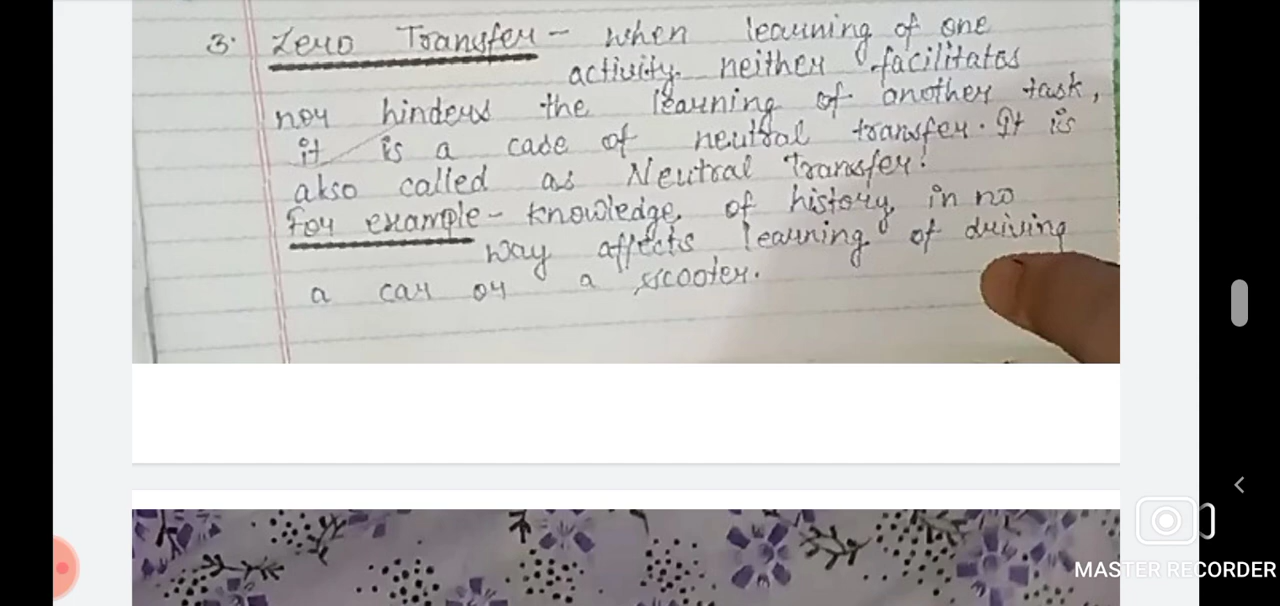 3. Zero Transfer - When learning of one
activity neither facilitates
nor hinders the learning of another task,
it is a case of neutral transfer. It is
also called as Neutral Transfer.
For example - Knowledge of history in no
way affects learning of driving
a car or a scooter.
MASTER RECORDER